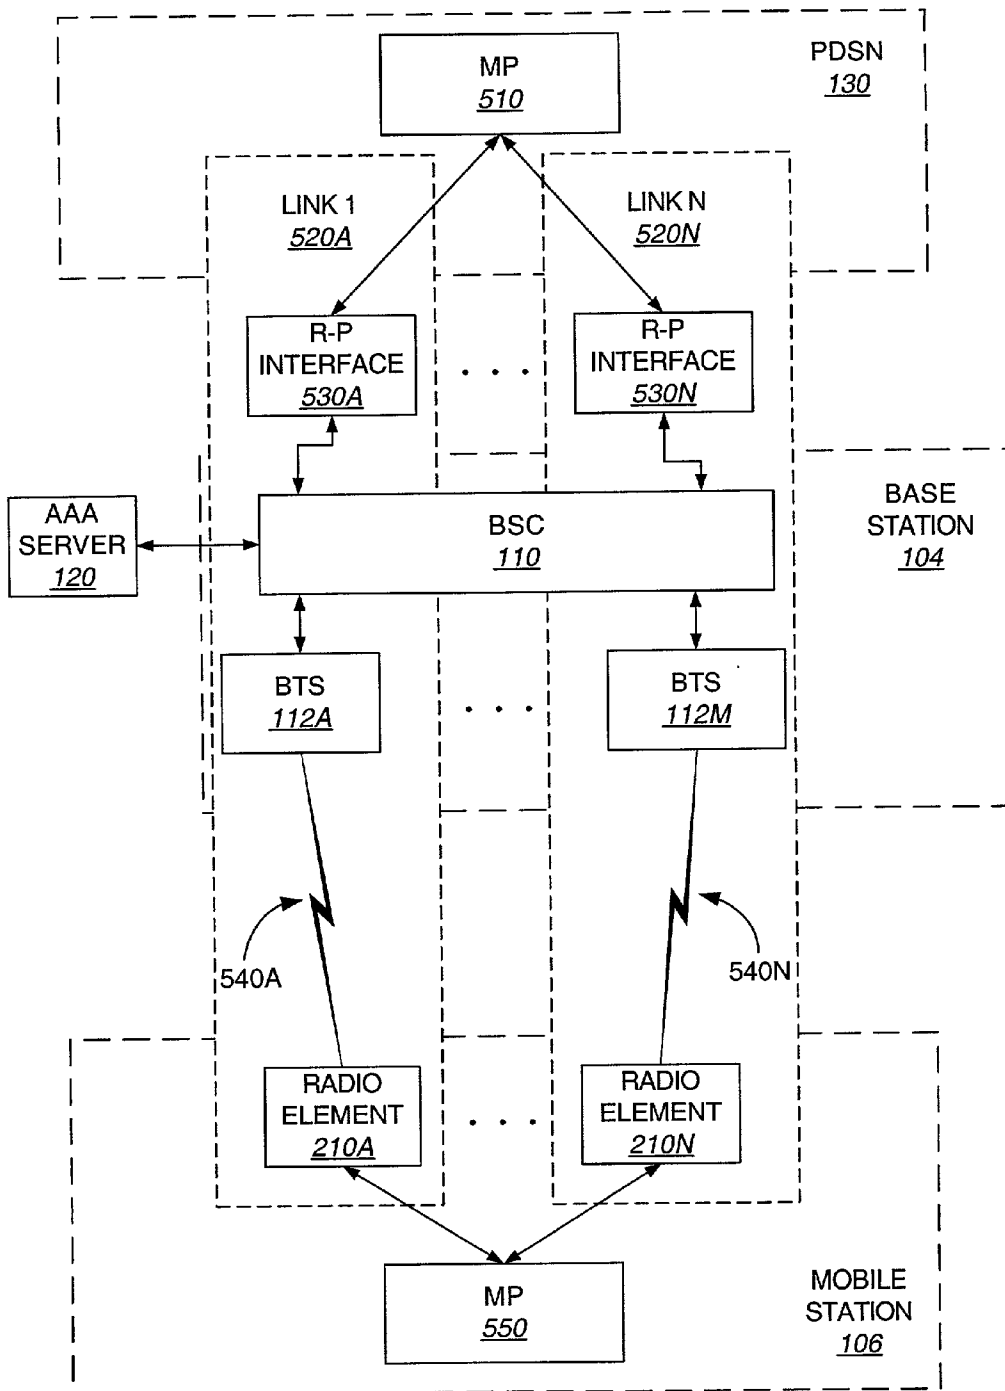 MP
510
PDSN
130
LINK 1
520A
LINK N
520N
R-P
INTERFACE
530A
. . .
R-P
INTERFACE
530N
AAA
SERVER
120
BSC
110
BASE
STATION
104
BTS
112A
. . .
BTS
112M
540A
540N
RADIO
ELEMENT
210A
. . .
RADIO
ELEMENT
210N
MP
550
MOBILE
STATION
106